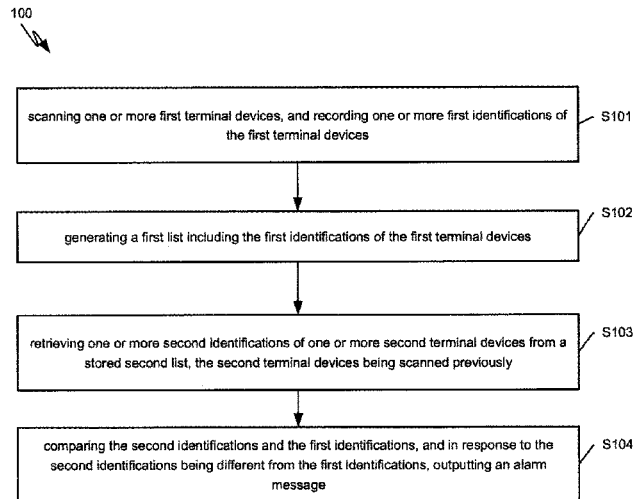 100
scanning one or more first terminal devices, and recording one or more first identifications of
the first terminal devices
S101
generating a first list including the first identifications of the first terminal devices
S102
retrieving one or more second identifications of one or more second terminal devices from a
stored second list, the second terminal devices being scanned previously
S103
comparing the second identifications and the first identifications, and in response to the
second identifications being different from the first identifications, outputting an alarm
message
S104